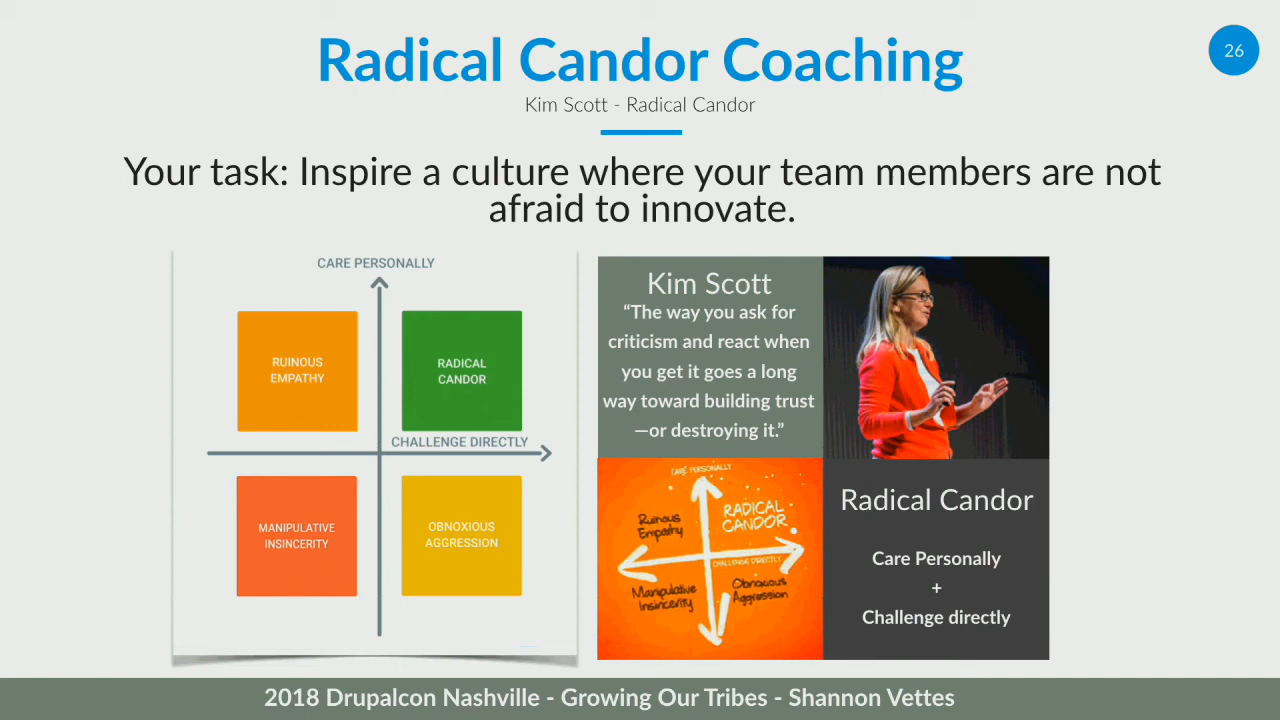 Radical Candor Coaching
26
Kim Scott - Radical Candor
Your task: Inspire a culture where your team members are not
afraid to innovate.
CARE PERSONALLY
RUINOUS
EMPATHY
RADICAL
CANDOR
CHALLENGE DIRECTLY
MANIPULATIVE
INSINCERITY
OBNOXIOUS
AGGRESSION
Kim Scott
“The way you ask for
criticism and react when
you get it goes a long
way toward building trust
—or destroying it.”
CARE PERSONALLY
Ruinous
Empathy
RADICAL
CANDOR
CHALLENGE DIRECTLY
Manipulative
Insincerity
Obnoxious
Aggression
Radical Candor
Care Personally
+
Challenge directly
2018 Drupalcon Nashville - Growing Our Tribes - Shannon Vettes